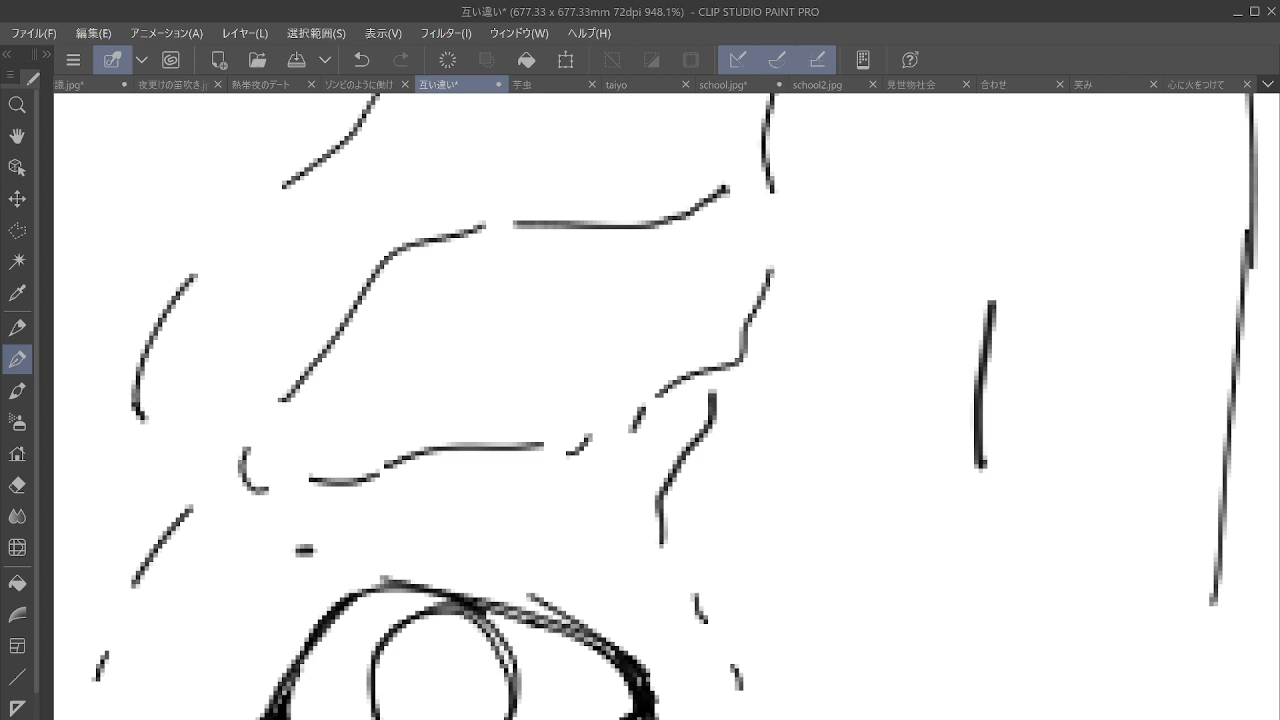 互い違い* (677.33 x 677.33mm 72dpi 948.1%) - CLIP STUDIO PAINT PRO
ファイル(F) 編集(E) アニメーション(A) レイヤー(L) 選択範囲(S) 表示(V) フィルター(I) ウィンドウ(W) ヘルプ(H)
.jpg* 夜更けの笛吹き.j 熱帯夜のデート ゾンビのように働け 互い違い* 芋虫 taiyo school.jpg* school2.jpg 見世物社会 合わせ 笑み 心に火をつけて